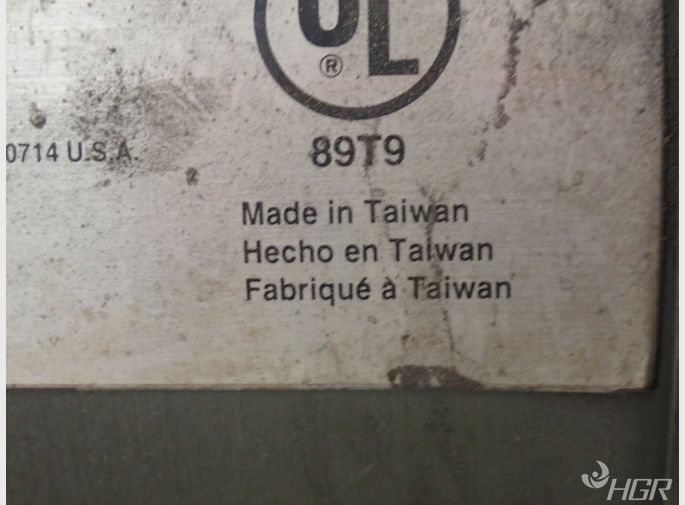 UL
®
0714 U.S.A.
89T9
Made in Taiwan
Hecho en Taiwan
Fabriqué à Taiwan
HGR